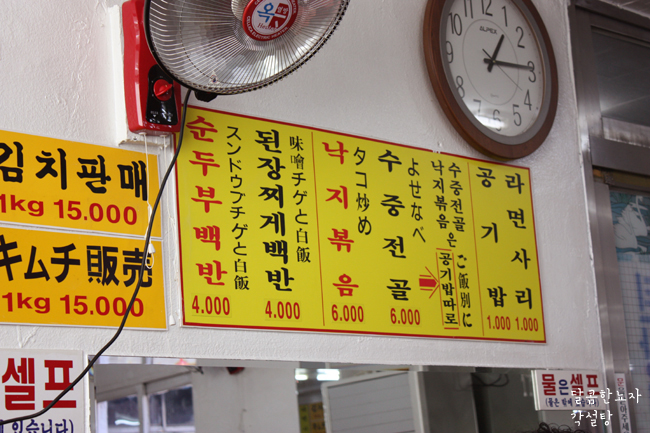 김치판매
1kg 15.000
キムチ販売
1kg 15.000
셀프
ALPEX
순두부백반
スンドゥブチゲと白飯
4.000
된장찌게백반
味噌チゲと白飯
4.000
낙지볶음
タコ炒め
6.000
수중전골
よせなべ
6.000
수중전골은
낙지볶음
ご飯別に
공기밥따로
공기밥
1.000
라면사리
1.000
물은셀프
달콤한뇨자
깍설탕